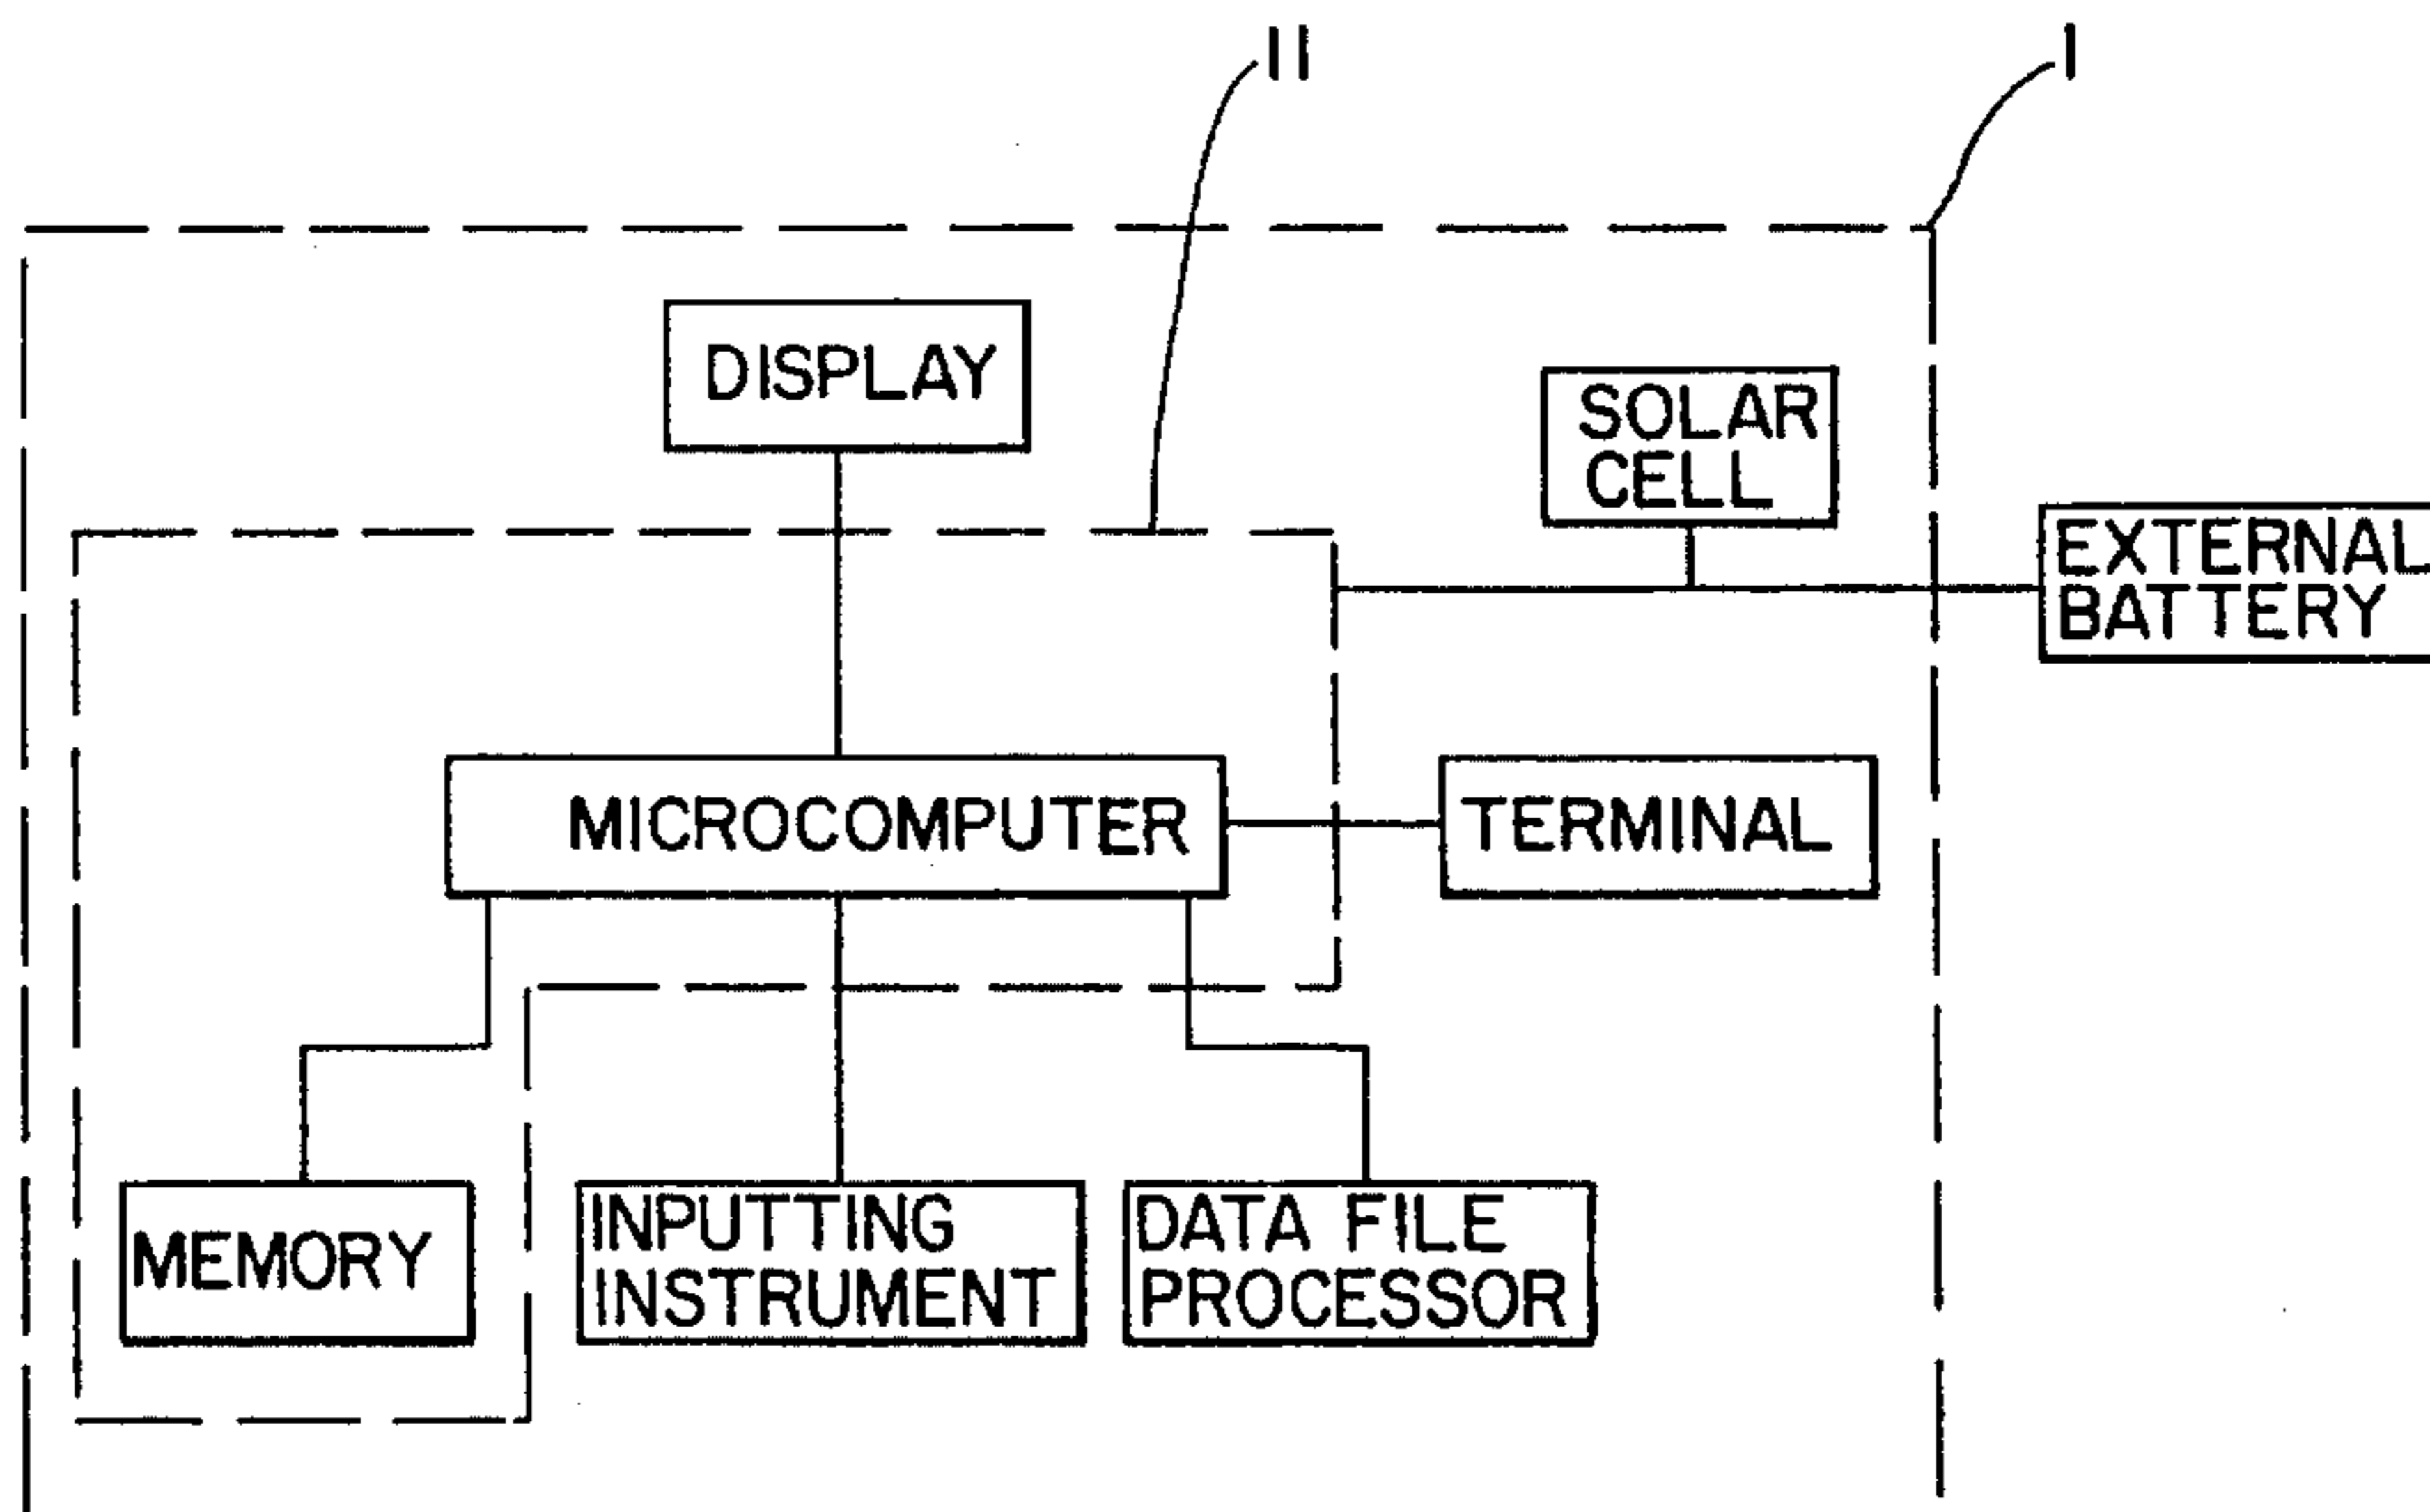 11
1
DISPLAY
SOLAR
CELL
EXTERNAL
BATTERY
MICROCOMPUTER
TERMINAL
MEMORY
INPUTTING
INSTRUMENT
DATA FILE
PROCESSOR